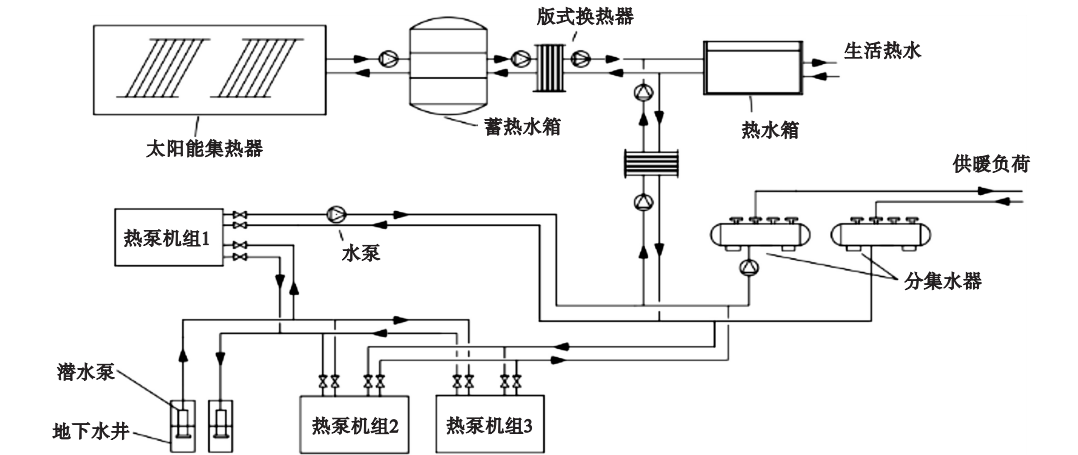 版式换热器
生活热水
太阳能集热器
蓄热水箱
热水箱
供暖负荷
热泵机组1
水泵
分集水器
潜水泵
地下水井
热泵机组2
热泵机组3